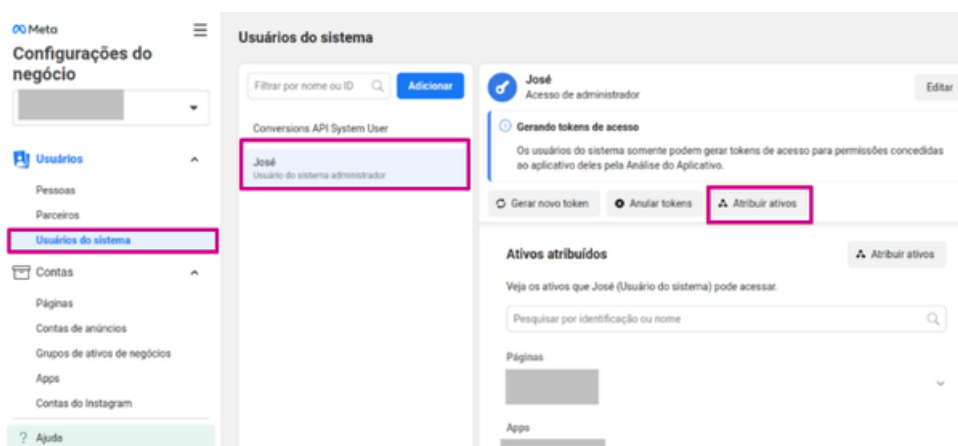 Meta
Configurações do
negócio
Usuários
Pessoas
Parceiros
Usuários do sistema
Contas
Páginas
Contas de anúncios
Grupos de ativos de negócios
Apps
Contas do Instagram
? Ajuda
Usuários do sistema
Filtrar por nome ou ID
Adicionar
Conversions API System User
José
Usuário do sistema administrador
José
Acesso de administrador
Editar
Gerando tokens de acesso
Os usuários do sistema somente podem gerar tokens de acesso para permissões concedidas
ao aplicativo deles pela Análise do Aplicativo.
Gerar novo token
Anular tokens
Atribuir ativos
Ativos atribuídos
Atribuir ativos
Veja os ativos que José (Usuário do sistema) pode acessar.
Pesquisar por identificação ou nome
Páginas
Apps